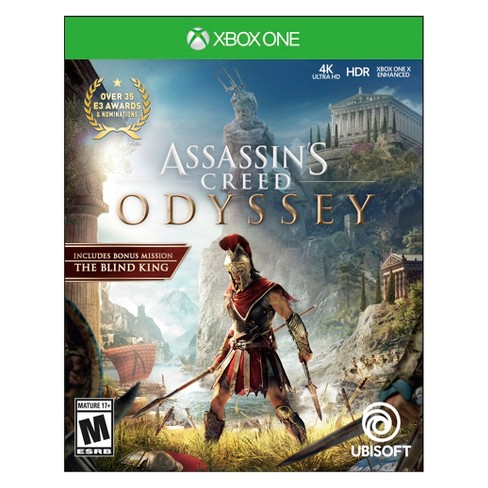 XBOX ONE
4K
ULTRA HD
HDR
XBOX ONE X
ENHANCED
OVER 35
E3 AWARDS
& NOMINATIONS
ASSASSIN'S
CREED
ODYSSEY
INCLUDES BONUS MISSION
THE BLIND KING
MATURE 17+
M
ESRB
UBISOFT